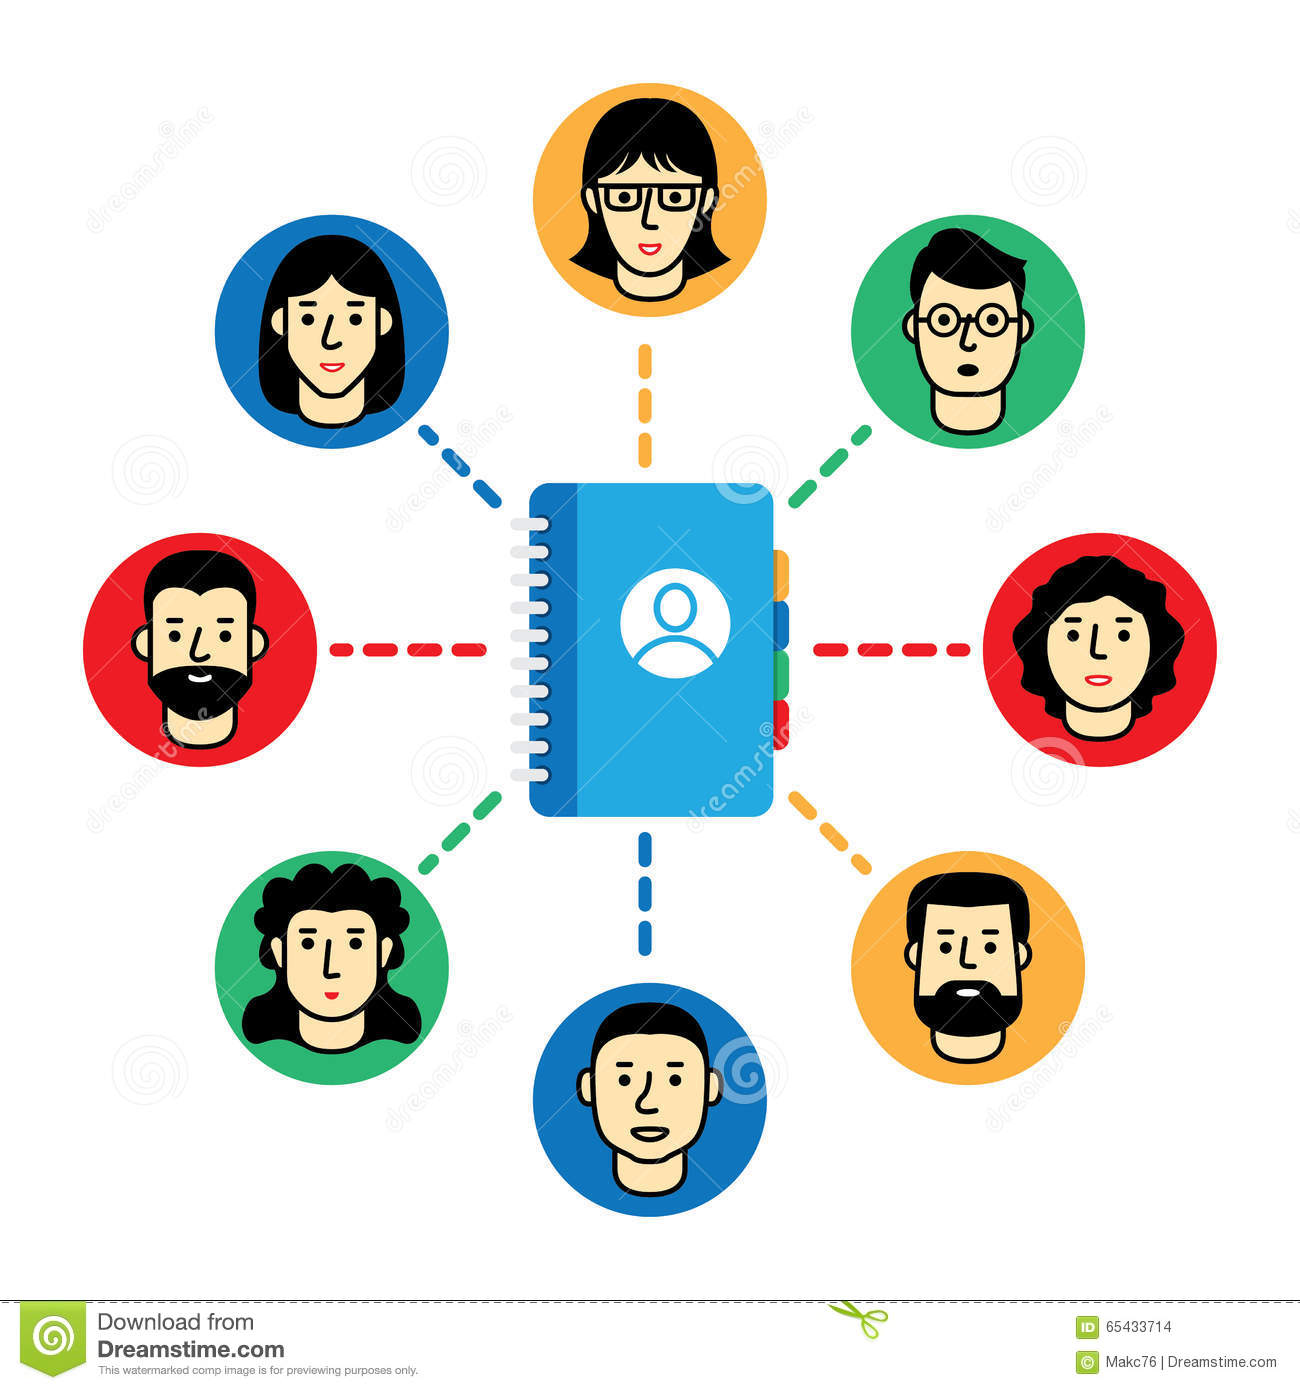 Download from
Dreamstime.com
This watermarked comp image is for previewing purposes only.
ID 65433714
© Makc76 | Dreamstime.com